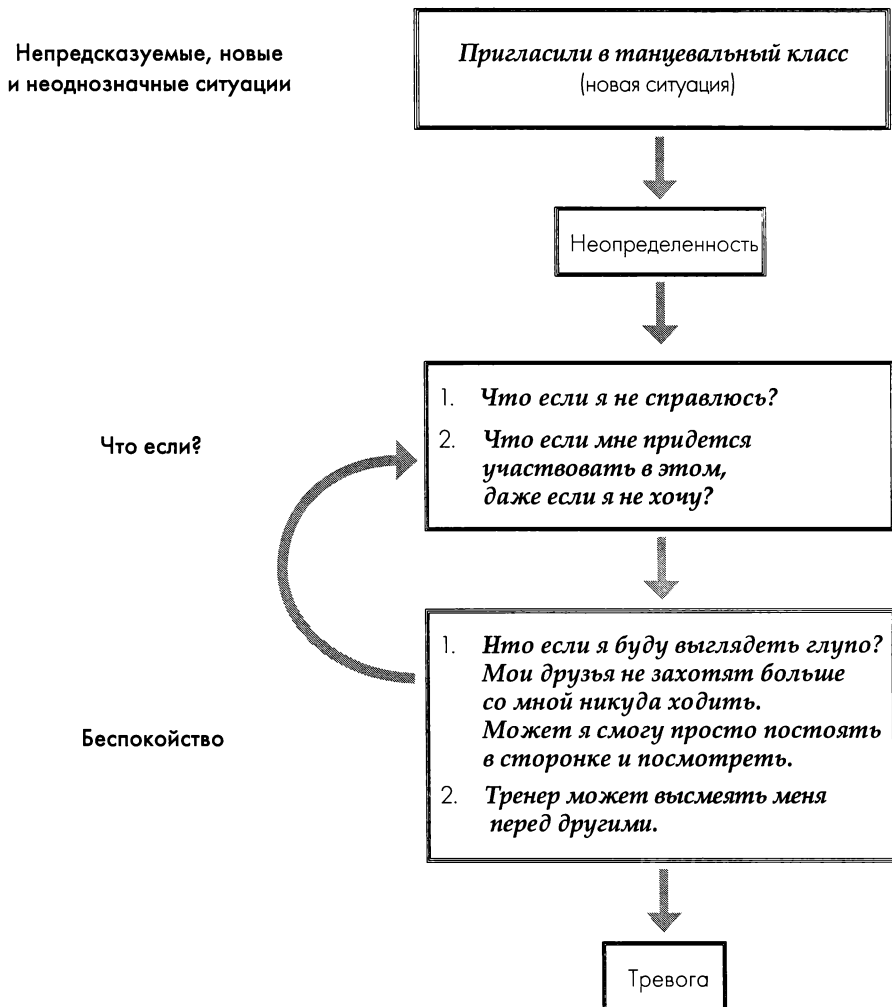 Непредсказуемые, новые
и неоднозначные ситуации
Пригласили в танцевальный класс
(новая ситуация)
Неопределенность
Что если?
1. Что если я не справлюсь?
2. Что если мне придется
участвовать в этом,
даже если я не хочу?
Беспокойство
1. Нто если я буду выглядеть глупо?
Мои друзья не захотят больше
со мной никуда ходить.
Может я смогу просто постоять
в сторонке и посмотреть.
2. Тренер может высмеять меня
перед другими.
Тревога